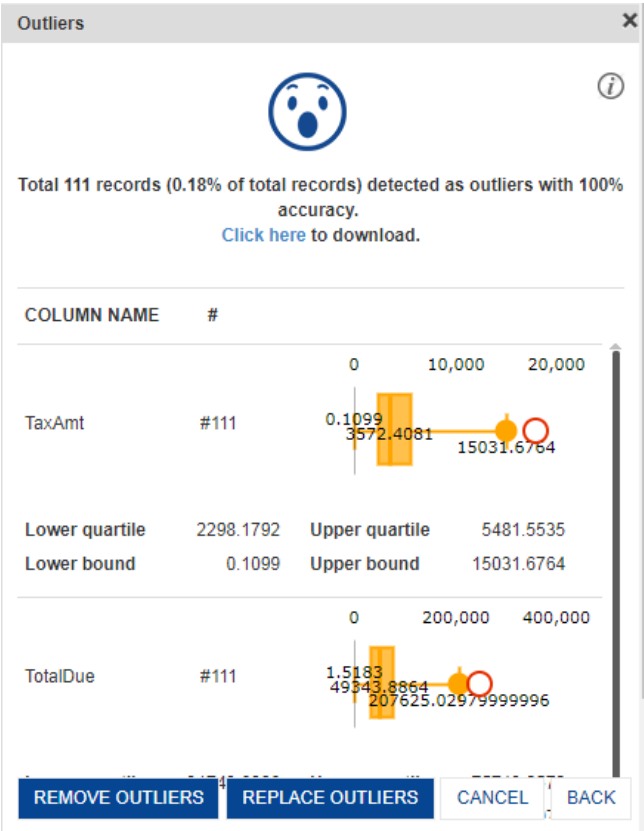 Outliers ×
i
Total 111 records (0.18% of total records) detected as outliers with 100%
accuracy.
Click here to download.
COLUMN NAME #
0 10,000 20,000
TaxAmt #111
0.1099
3572.4081
15031.6764
Lower quartile 2298.1792 Upper quartile 5481.5535
Lower bound 0.1099 Upper bound 15031.6764
0 200,000 400,000
TotalDue #111
1.5183
49343.8864
207625.02979999996
REMOVE OUTLIERS REPLACE OUTLIERS CANCEL BACK